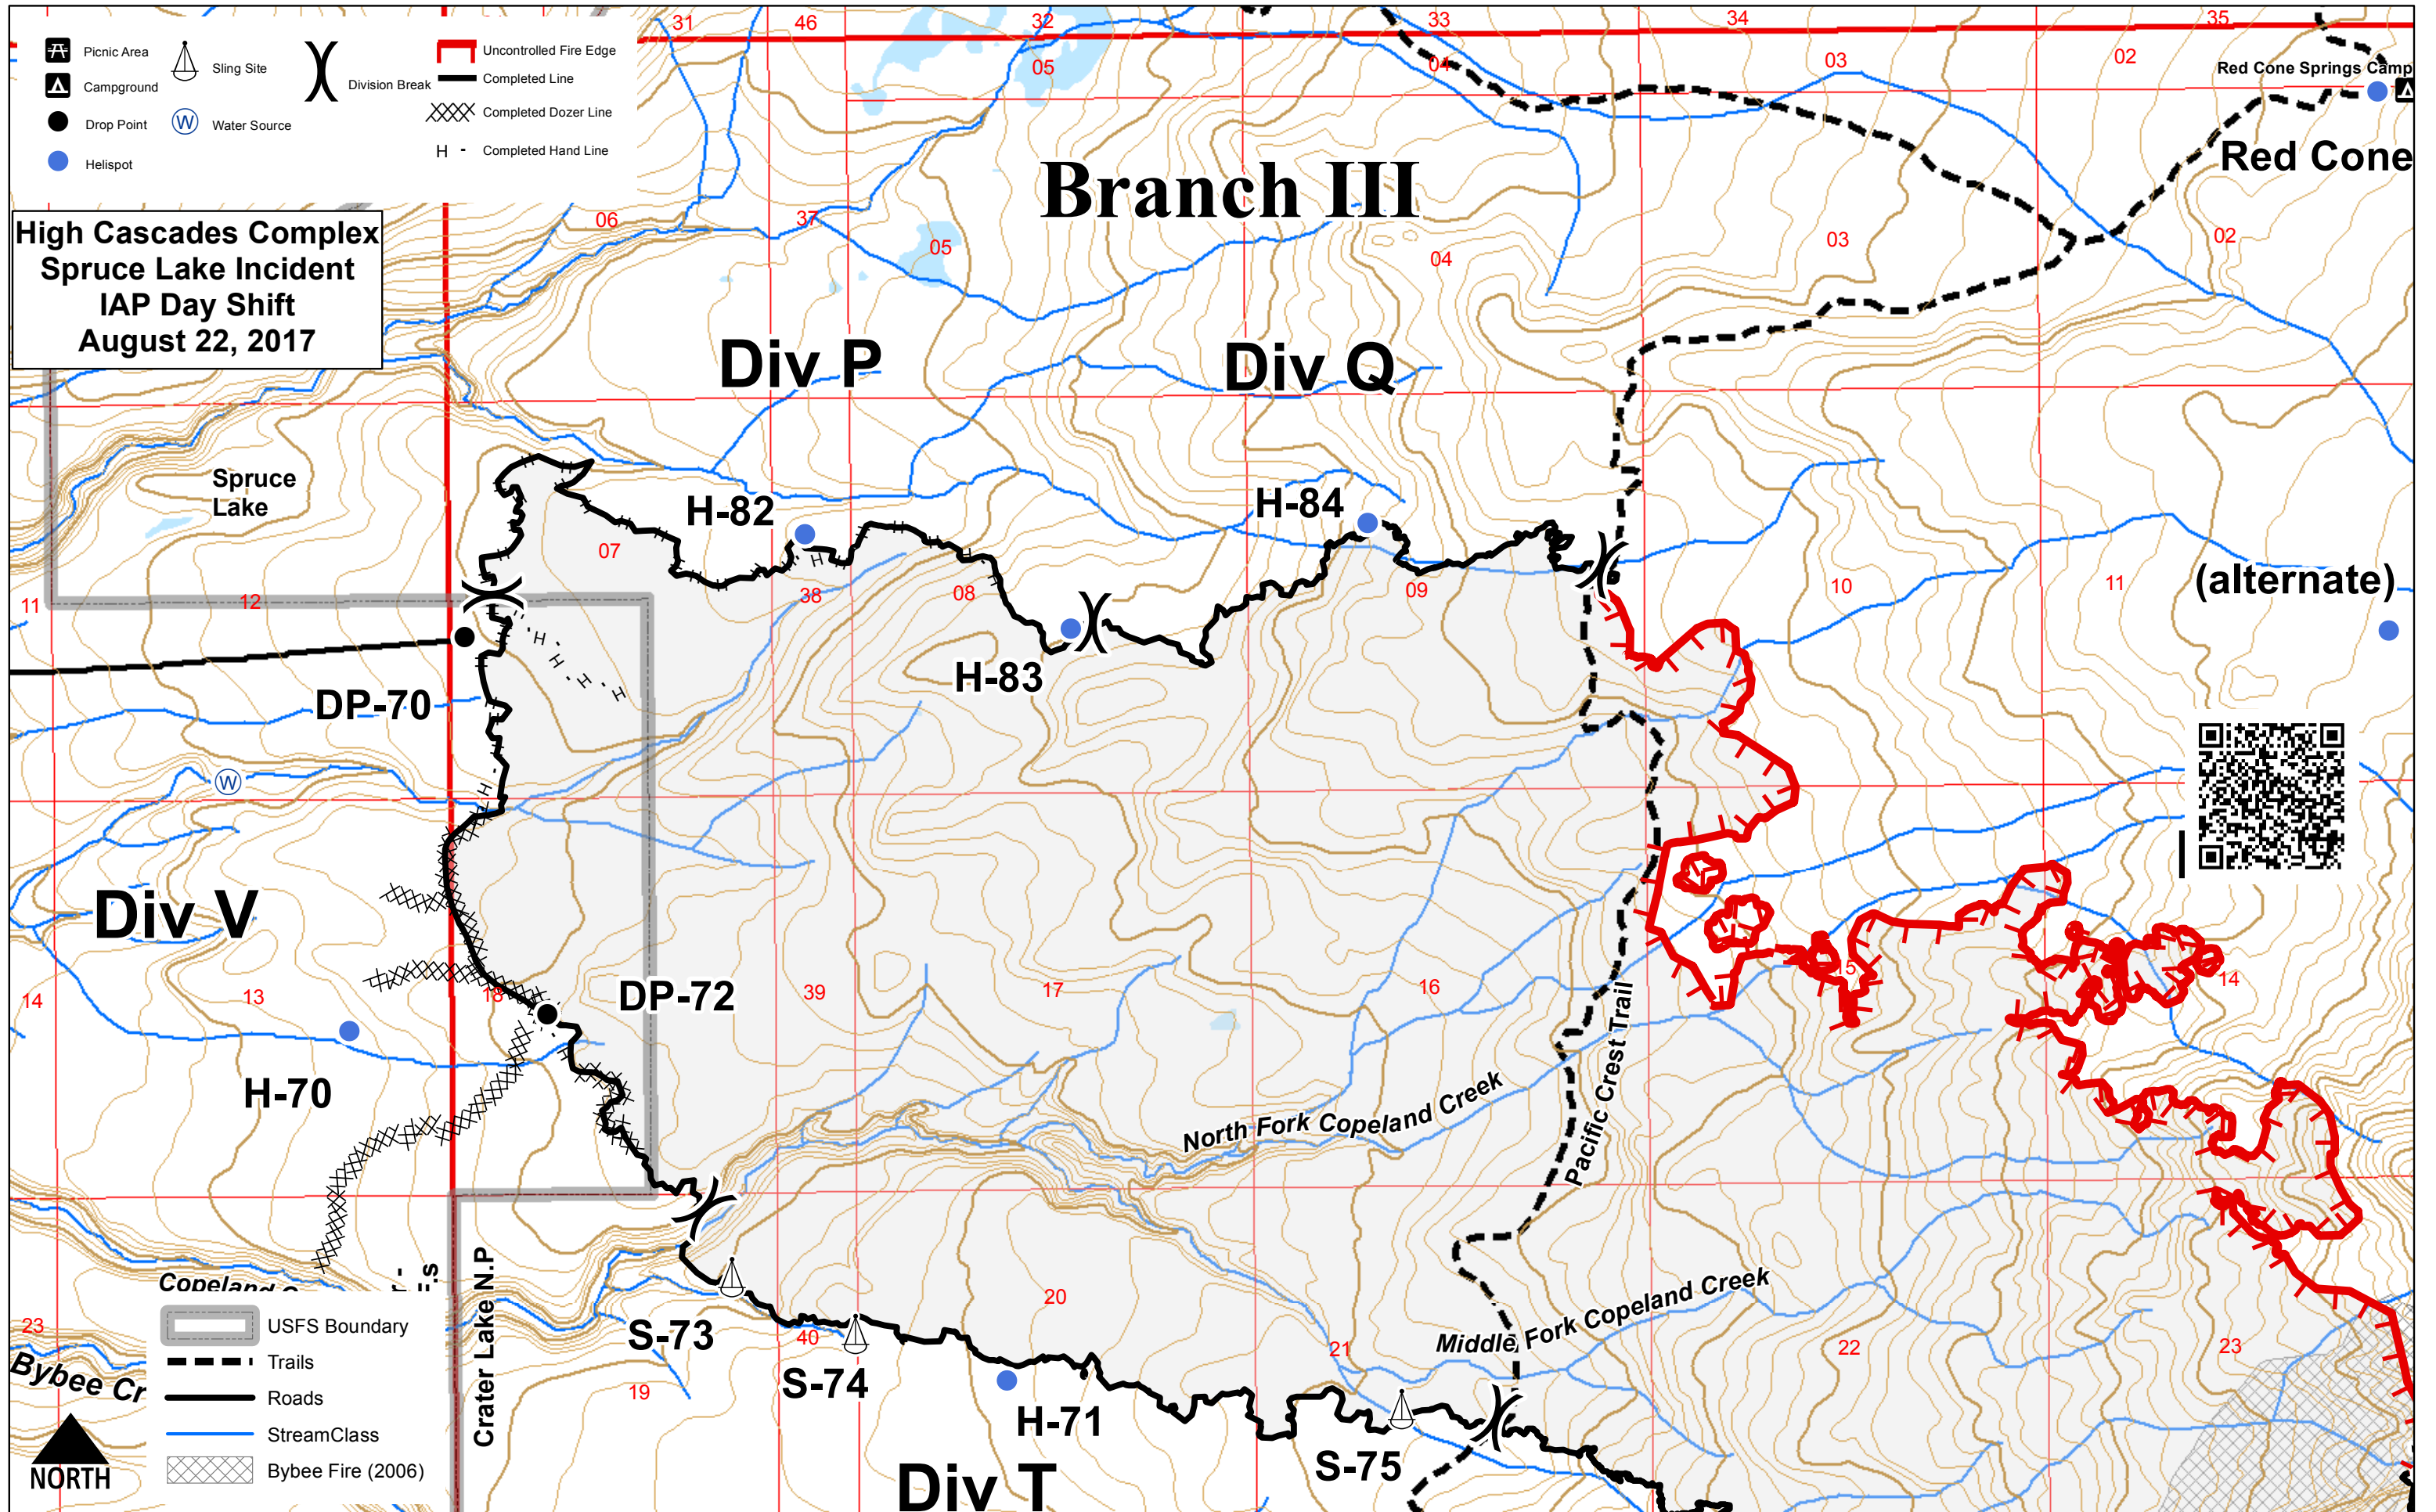 31
46
32
33
34
35
Picnic Area
Sling Site
Division Break
Uncontrolled Fire Edge
Campground
Completed Line
Drop Point
W
Water Source
Completed Dozer Line
Helispot
H - Completed Hand Line
05
04
03
02
Red Cone Springs Camp
Red Cone
Branch III
06
37
05
04
03
02
High Cascades Complex
Spruce Lake Incident
IAP Day Shift
August 22, 2017
Div P
Div Q
Spruce
Lake
H-82
H-84
07
H
H
38
08
09
10
11
(alternate)
11
12
H
H
H
H
H-83
DP-70
W
H
Div V
DP-72
14
13
18
39
17
16
15
14
H-70
H
North Fork Copeland Creek
Pacific Crest Trail
Crater Lake N.P
Middle Fork Copeland Creek
23
19
40
20
21
22
23
S-73
S-74
H-71
S-75
Bybee Cr
Div T
USFS Boundary
Trails
Roads
StreamClass
Bybee Fire (2006)
NORTH